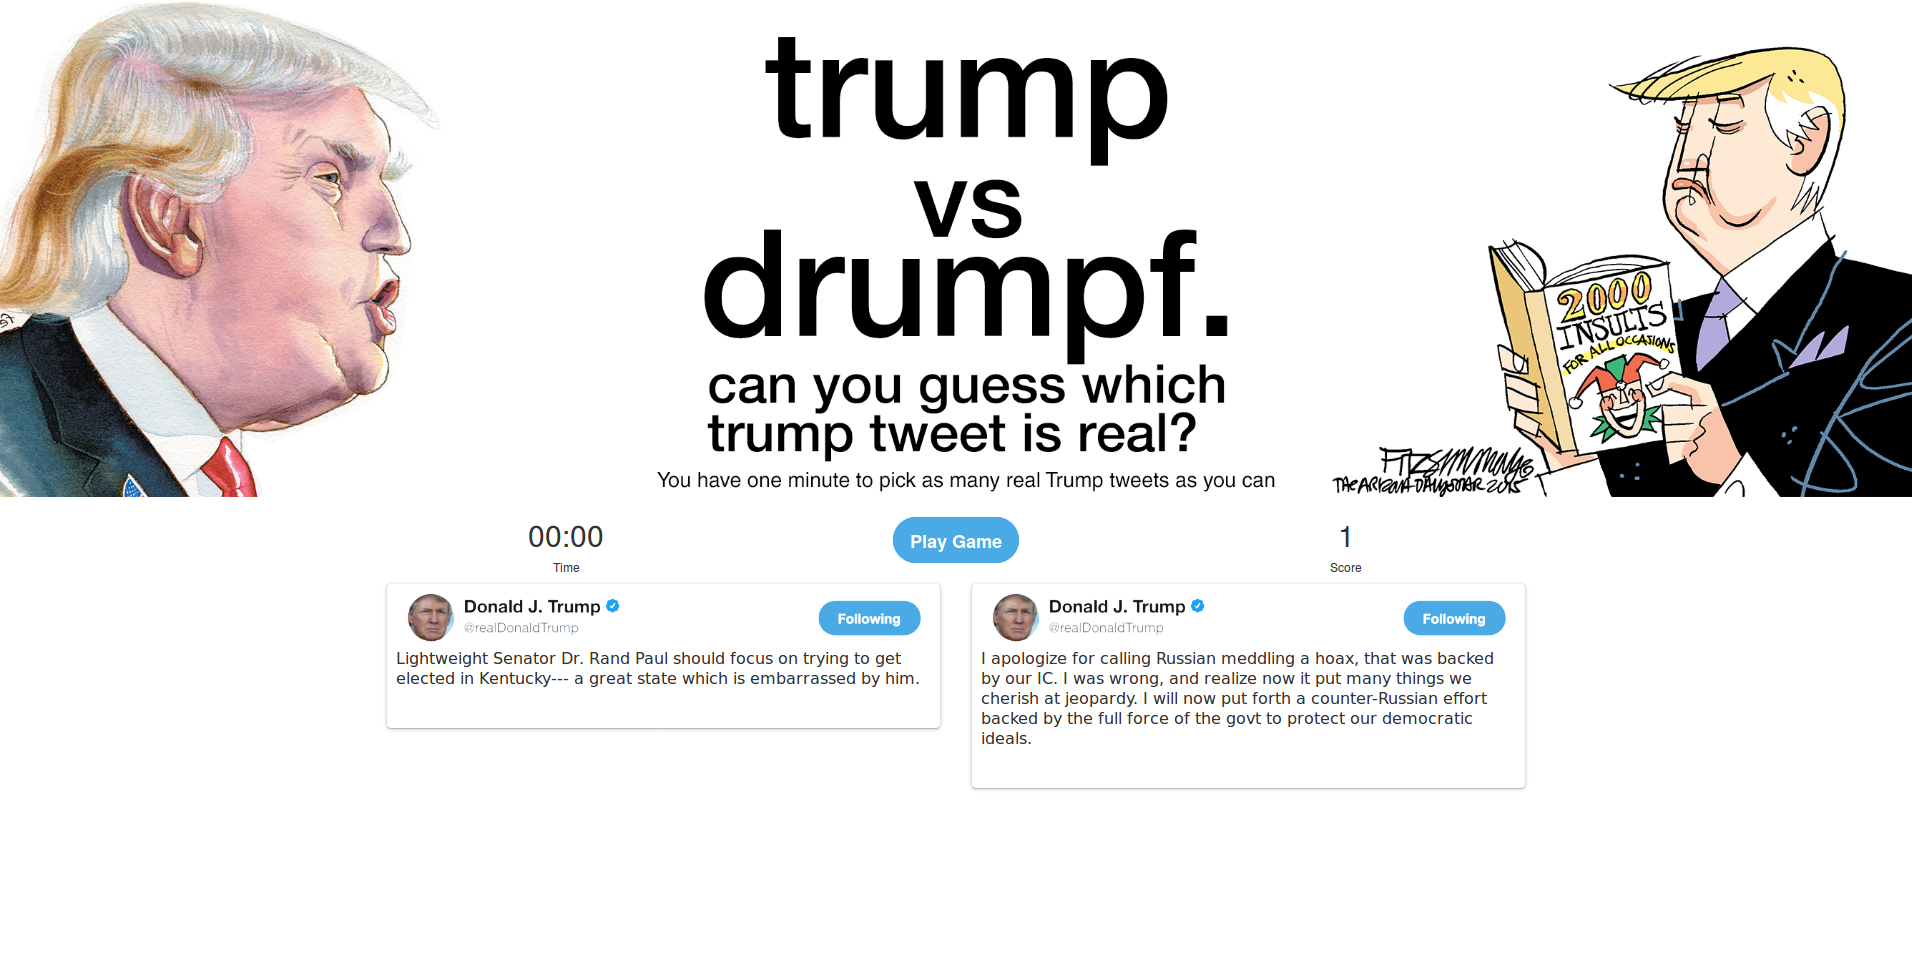 trump
vs
drumpf.
can you guess which
trump tweet is real?
You have one minute to pick as many real Trump tweets as you can
2000
INSULTS
FOR ALL OCCASIONS
FITZSIMMONS
THE ARIZONA DAILY STAR 2015
00:00
Time
Play Game
1
Score
Donald J. Trump
@realDonaldTrump
Following
Lightweight Senator Dr. Rand Paul should focus on trying to get
elected in Kentucky--- a great state which is embarrassed by him.
Donald J. Trump
@realDonaldTrump
Following
I apologize for calling Russian meddling a hoax, that was backed
by our IC. I was wrong, and realize now it put many things we
cherish at jeopardy. I will now put forth a counter-Russian effort
backed by the full force of the govt to protect our democratic
ideals.